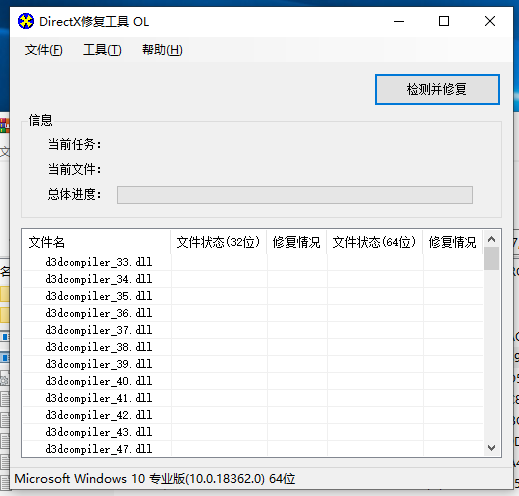 DirectX修复工具 OL
文件(F) 工具(T) 帮助(H)
检测并修复
信息
当前任务：
当前文件：
总体进度：
文件名 文件状态(32位) 修复情况 文件状态(64位) 修复情况
d3dcompiler_33.dll
d3dcompiler_34.dll
d3dcompiler_35.dll
d3dcompiler_36.dll
d3dcompiler_37.dll
d3dcompiler_38.dll
d3dcompiler_39.dll
d3dcompiler_40.dll
d3dcompiler_41.dll
d3dcompiler_42.dll
d3dcompiler_43.dll
d3dcompiler_47.dll
Microsoft Windows 10 专业版(10.0.18362.0) 64位